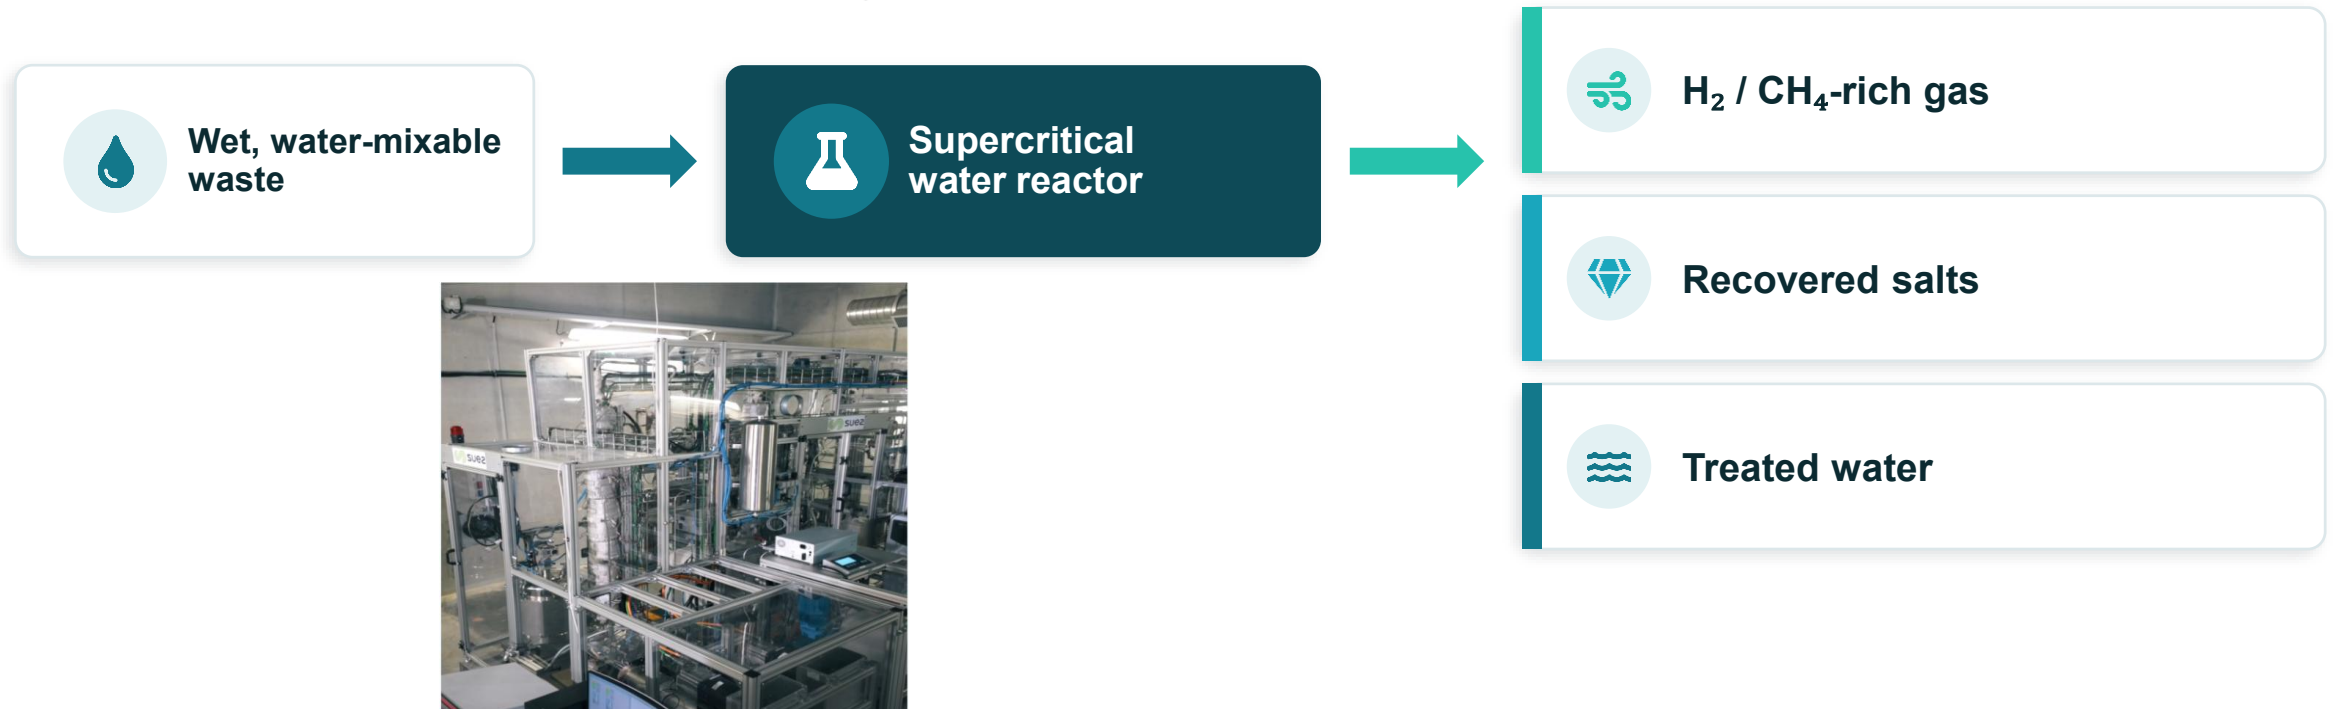 Wet, water-mixable
waste
Supercritical
water reactor
H₂ / CH₄-rich gas
Recovered salts
Treated water
suez
suez